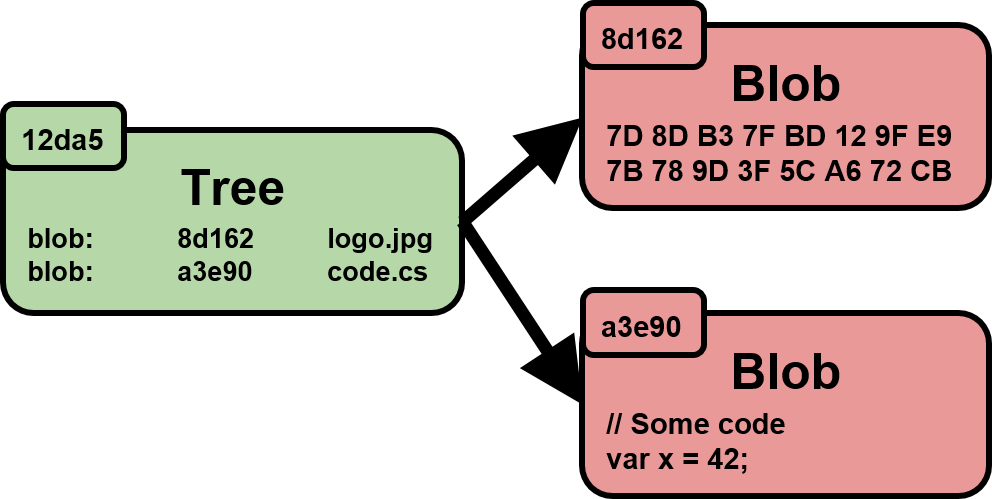 12da5
Tree
blob: 8d162 logo.jpg
blob: a3e90 code.cs
8d162
Blob
7D 8D B3 7F BD 12 9F E9
7B 78 9D 3F 5C A6 72 CB
a3e90
Blob
// Some code
var x = 42;